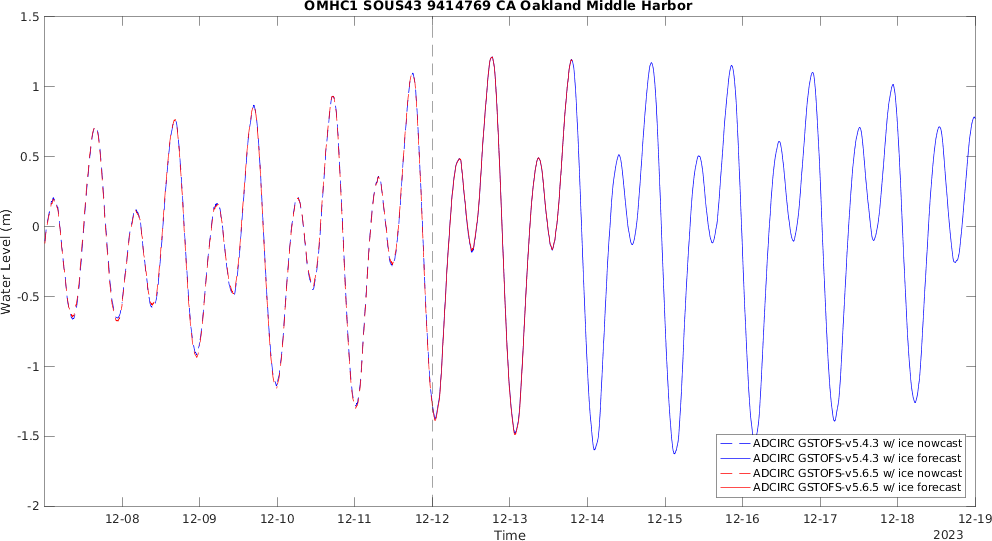 OMHC1 SOUS43 9414769 CA Oakland Middle Harbor
1.5
1
0.5
0
-0.5
-1
-1.5
-2
Water Level (m)
12-08 12-09 12-10 12-11 12-12 12-13 12-14 12-15 12-16 12-17 12-18 12-19
Time
2023
ADCIRC GSTOFS-v5.4.3 w/ ice nowcast
ADCIRC GSTOFS-v5.4.3 w/ ice forecast
ADCIRC GSTOFS-v5.6.5 w/ ice nowcast
ADCIRC GSTOFS-v5.6.5 w/ ice forecast